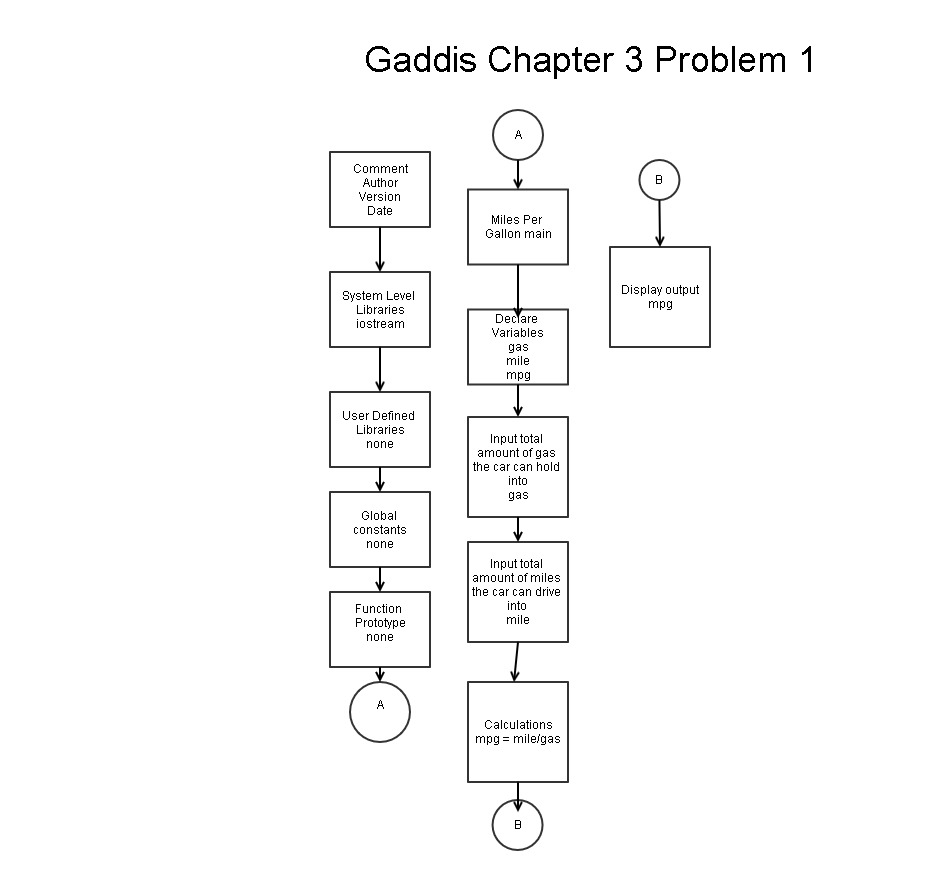 Gaddis Chapter 3 Problem 1
Comment
Author
Version
Date
System Level
Libraries
iostream
User Defined
Libraries
none
Global
constants
none
Function
Prototype
none
A
A
Miles Per
Gallon main
Declare
Variables
gas
mile
mpg
Input total
amount of gas
the car can hold
into
gas
Input total
amount of miles
the car can drive
into
mile
Calculations
mpg = mile/gas
B
B
Display output
mpg